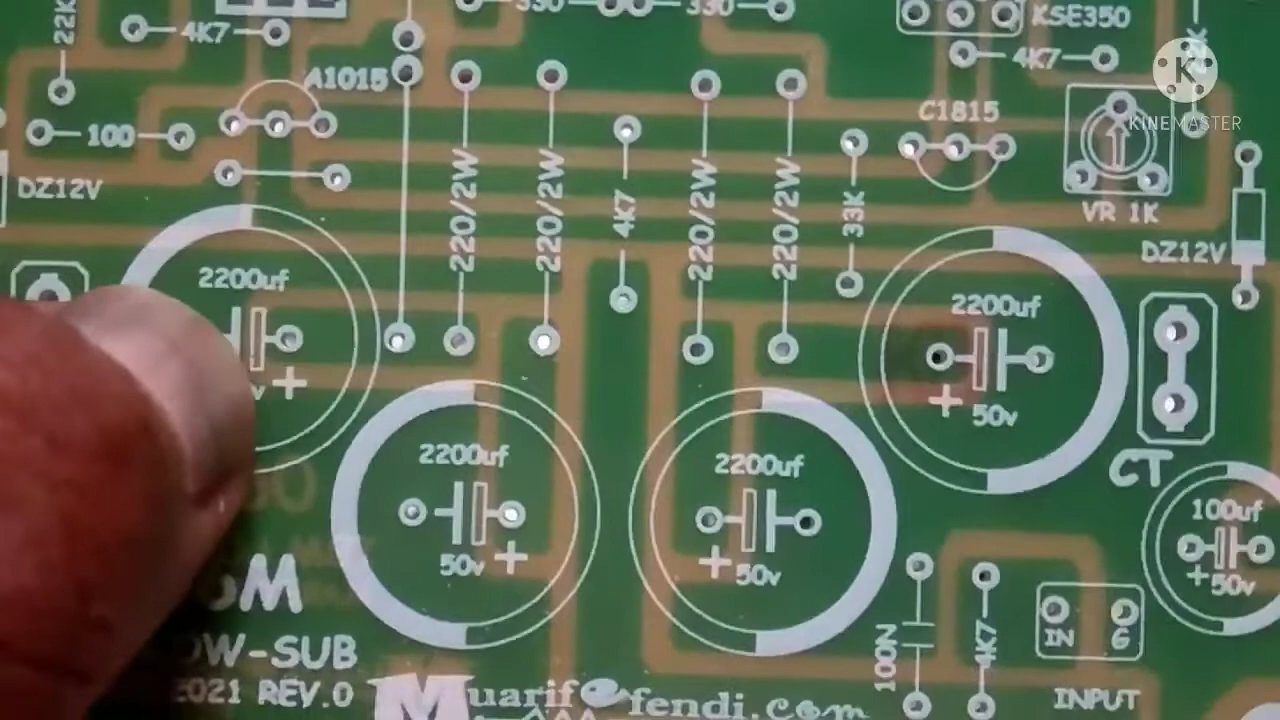 22K
4K7
330
330
KSE350
4K7
A1015
100
C1815
KINEMASTER
K
DZ12V
220/2W
220/2W
4K7
220/2W
220/2W
33K
VR 1K
DZ12V
2200uf
+
2200uf
+
50v
2200uf
50v
+
2200uf
+
50v
CT
100uf
+
50v
100N
4K7
IN
G
INPUT
OW-SUB
2021 REV.0
Muarifefendi.com